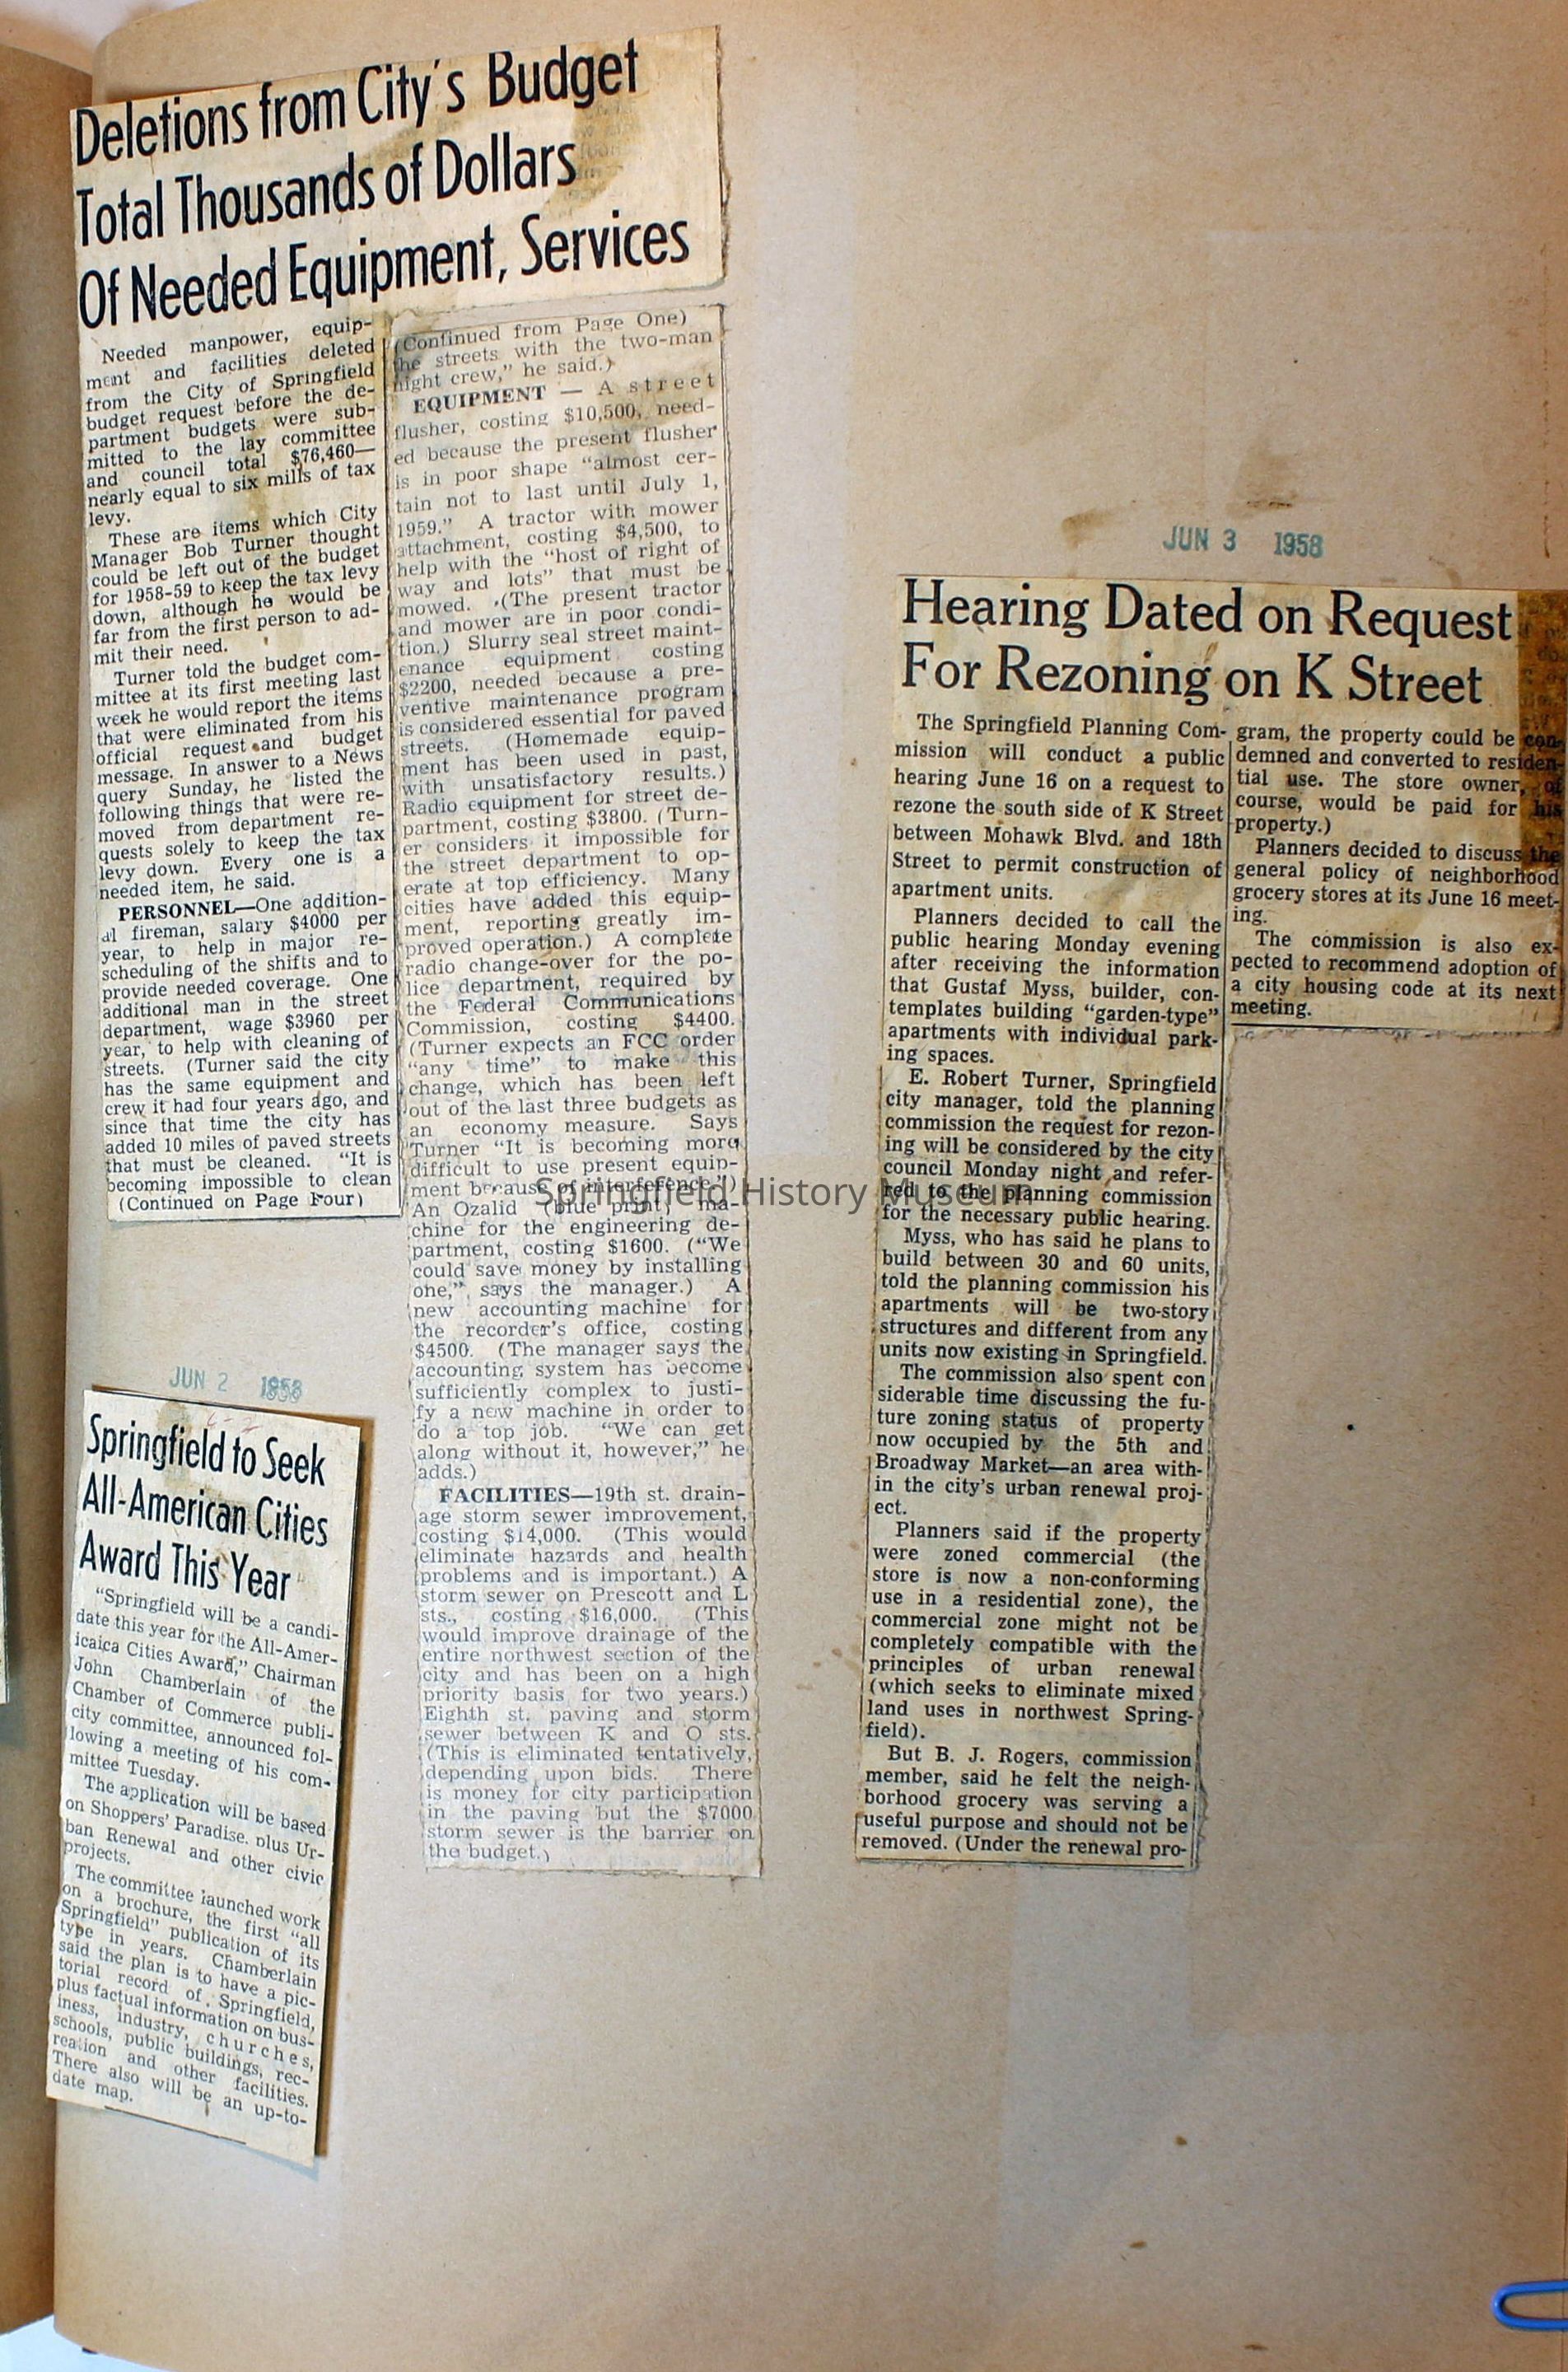 Deletions from City's Budget
Total Thousands of Dollars
Of Needed Equipment, Services
Needed manpower, equip-
ment and facilities deleted
from the City of Springfield
budget request before the de-
partment budgets were sub-
mitted to the lay committee
and council total $76,460—
nearly equal to six mills of tax
levy.
These are items which City
Manager Bob Turner thought
could be left out of the budget
for 1958-59 to keep the tax levy
down, although he would be
far from the first person to ad-
mit their need.
Turner told the budget com-
mittee at its first meeting last
week he would report the items
that were eliminated from his
official request and budget
message. In answer to a News
query Sunday, he listed the
following things that were re-
moved from department re-
quests solely to keep the tax
levy down. Every one is a
needed item, he said.
PERSONNEL—One addition-
al fireman, salary $4000 per
year, to help in major re-
scheduling of the shifts and to
provide needed coverage. One
additional man in the street
department, wage $3960 per
year, to help with cleaning of
streets. (Turner said the city
has the same equipment and
crew it had four years ago, and
since that time the city has
added 10 miles of paved streets
that must be cleaned. "It is
becoming impossible to clean
(Continued on Page Four)
(Continued from Page One)
the streets with the two-man
night crew," he said.)
EQUIPMENT — A street
flusher, costing $10,500, need-
ed because the present flusher
is in poor shape "almost cer-
tain not to last until July 1,
1959." A tractor with mower
attachment, costing $4,500, to
help with the "host of right of
way and lots" that must be
mowed. (The present tractor
and mower are in poor condi-
tion.) Slurry seal street maint-
enance equipment costing
$2200, needed because a pre-
ventive maintenance program
is considered essential for paved
streets. (Homemade equip-
ment has been used in past,
with unsatisfactory results.)
Radio equipment for street de-
partment, costing $3800. (Turn-
er considers it impossible for
the street department to op-
erate at top efficiency. Many
cities have added this equip-
ment, reporting greatly im-
proved operation.) A complete
radio change-over for the po-
lice department, required by
the Federal Communications
Commission, costing $4400.
(Turner expects an FCC order
"any time" to make this
change, which has been left
out of the last three budgets as
an economy measure. Says
Turner "It is becoming more
difficult to use present equip-
ment because of interference.")
An Ozalid (blue print) ma-
chine for the engineering de-
partment, costing $1600. ("We
could save money by installing
one," says the manager.) A
new accounting machine for
the recorder's office, costing
$4500. (The manager says the
accounting system has become
sufficiently complex to justi-
fy a new machine in order to
do a top job. "We can get
along without it, however," he
adds.)
FACILITIES—19th st. drain-
age storm sewer improvement,
costing $14,000. (This would
eliminate hazards and health
problems and is important.) A
storm sewer on Prescott and L
sts., costing $16,000. (This
would improve drainage of the
entire northwest section of the
city and has been on a high
priority basis for two years.)
Eighth st. paving and storm
sewer between K and O sts.
(This is eliminated tentatively,
depending upon bids. There
is money for city participation
in the paving but the $7000
storm sewer is the barrier on
the budget.)
JUN 2 1958
6-2
Springfield to Seek
All-American Cities
Award This Year
"Springfield will be a candi-
date this year for the All-Amer-
icaica Cities Award," Chairman
John Chamberlain of the
Chamber of Commerce publi-
city committee, announced fol-
lowing a meeting of his com-
mittee Tuesday.
The application will be based
on Shoppers' Paradise, plus Ur-
ban Renewal and other civic
projects.
The committee launched work
on a brochure, the first "all
Springfield" publication of its
type in years. Chamberlain
said the plan is to have a pic-
torial record of Springfield,
plus factual information on bus-
iness, industry, churches,
schools, public buildings, rec-
reation and other facilities.
There also will be an up-to-
date map.
JUN 3 1958
Hearing Dated on Request
For Rezoning on K Street
The Springfield Planning Com-
mission will conduct a public
hearing June 16 on a request to
rezone the south side of K Street
between Mohawk Blvd. and 18th
Street to permit construction of
apartment units.
Planners decided to call the
public hearing Monday evening
after receiving the information
that Gustaf Myss, builder, con-
templates building "garden-type"
apartments with individual park-
ing spaces.
E. Robert Turner, Springfield
city manager, told the planning
commission the request for rezon-
ing will be considered by the city
council Monday night and refer-
red to the planning commission
for the necessary public hearing.
Myss, who has said he plans to
build between 30 and 60 units,
told the planning commission his
apartments will be two-story
structures and different from any
units now existing in Springfield.
The commission also spent con
siderable time discussing the fu-
ture zoning status of property
now occupied by the 5th and
Broadway Market—an area with-
in the city's urban renewal proj-
ect.
Planners said if the property
were zoned commercial (the
store is now a non-conforming
use in a residential zone), the
commercial zone might not be
completely compatible with the
principles of urban renewal
(which seeks to eliminate mixed
land uses in northwest Spring-
field).
But B. J. Rogers, commission
member, said he felt the neigh-
borhood grocery was serving a
useful purpose and should not be
removed. (Under the renewal pro-
gram, the property could be con-
demned and converted to residen-
tial use. The store owner, of
course, would be paid for his
property.)
Planners decided to discuss the
general policy of neighborhood
grocery stores at its June 16 meet-
ing.
The commission is also ex-
pected to recommend adoption of
a city housing code at its next
meeting.
Springfield History Museum